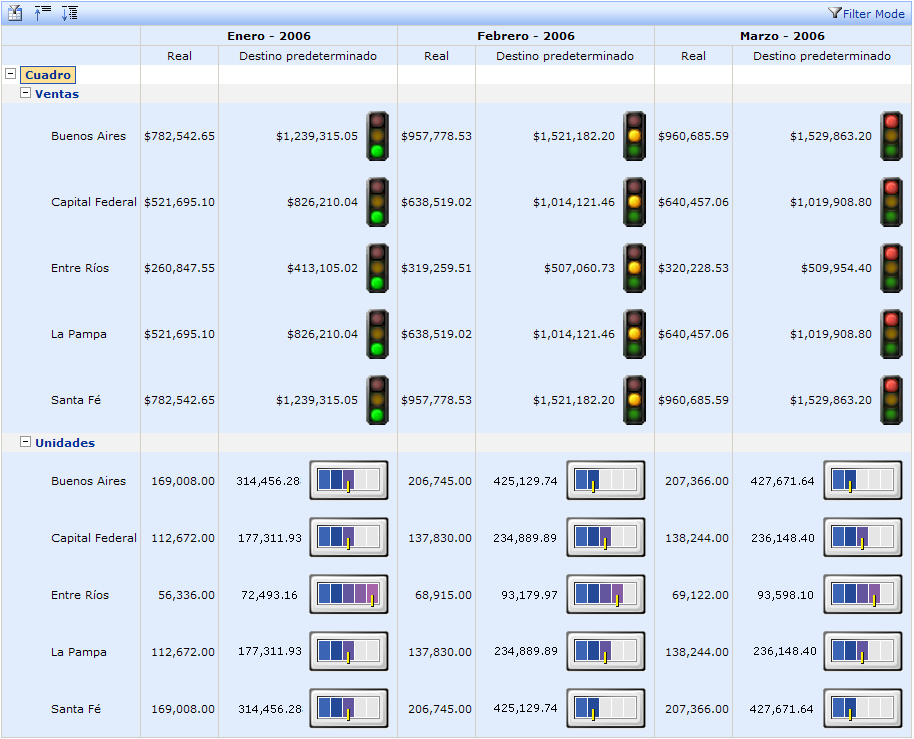 Filter Mode
Enero - 2006 Febrero - 2006 Marzo - 2006
Real Destino predeterminado Real Destino predeterminado Real Destino predeterminado
Cuadro
Ventas
Buenos Aires $782,542.65 $1,239,315.05 $957,778.53 $1,521,182.20 $960,685.59 $1,529,863.20
Capital Federal $521,695.10 $826,210.04 $638,519.02 $1,014,121.46 $640,457.06 $1,019,908.80
Entre Ríos $260,847.55 $413,105.02 $319,259.51 $507,060.73 $320,228.53 $509,954.40
La Pampa $521,695.10 $826,210.04 $638,519.02 $1,014,121.46 $640,457.06 $1,019,908.80
Santa Fé $782,542.65 $1,239,315.05 $957,778.53 $1,521,182.20 $960,685.59 $1,529,863.20
Unidades
Buenos Aires 169,008.00 314,456.28 206,745.00 425,129.74 207,366.00 427,671.64
Capital Federal 112,672.00 177,311.93 137,830.00 234,889.89 138,244.00 236,148.40
Entre Ríos 56,336.00 72,493.16 68,915.00 93,179.97 69,122.00 93,598.10
La Pampa 112,672.00 177,311.93 137,830.00 234,889.89 138,244.00 236,148.40
Santa Fé 169,008.00 314,456.28 206,745.00 425,129.74 207,366.00 427,671.64